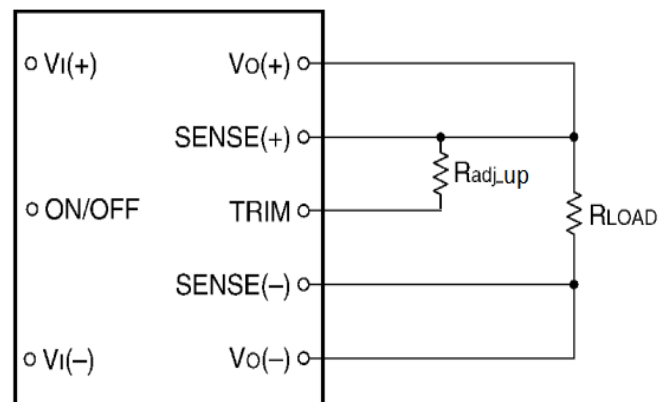 VI(+) VO(+)
SENSE(+)
Radj_up
ON/OFF TRIM RLOAD
SENSE(–)
VI(–) VO(–)